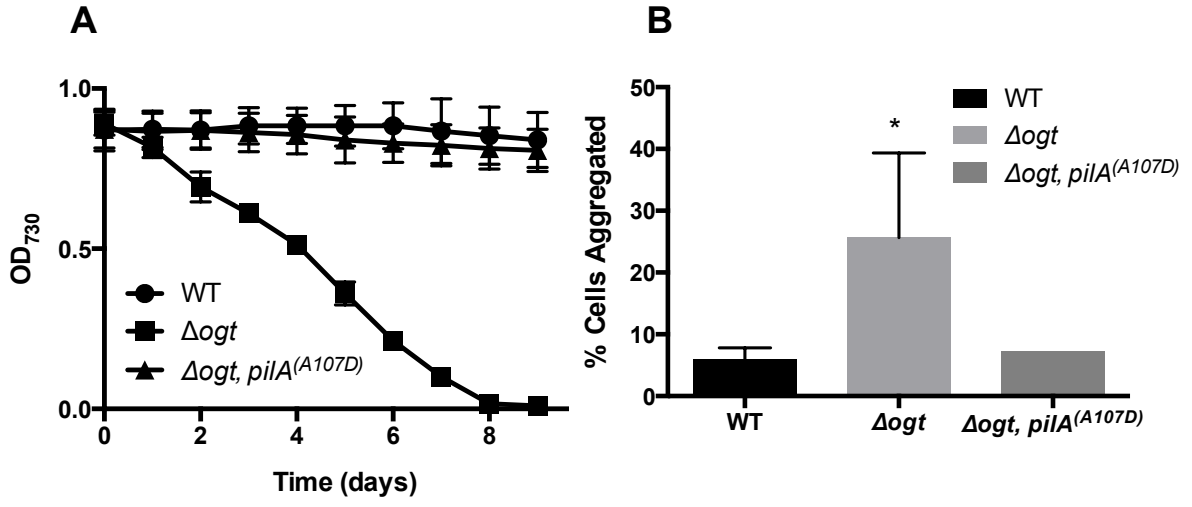 A
1.0
0.5
0.0
OD730
WT
Δogt
Δogt, pilA(A107D)
0 2 4 6 8
Time (days)
B
50
40
30
20
10
0
% Cells Aggregated
*
WT
Δogt
Δogt, pilA(A107D)
WT Δogt Δogt, pilA(A107D)